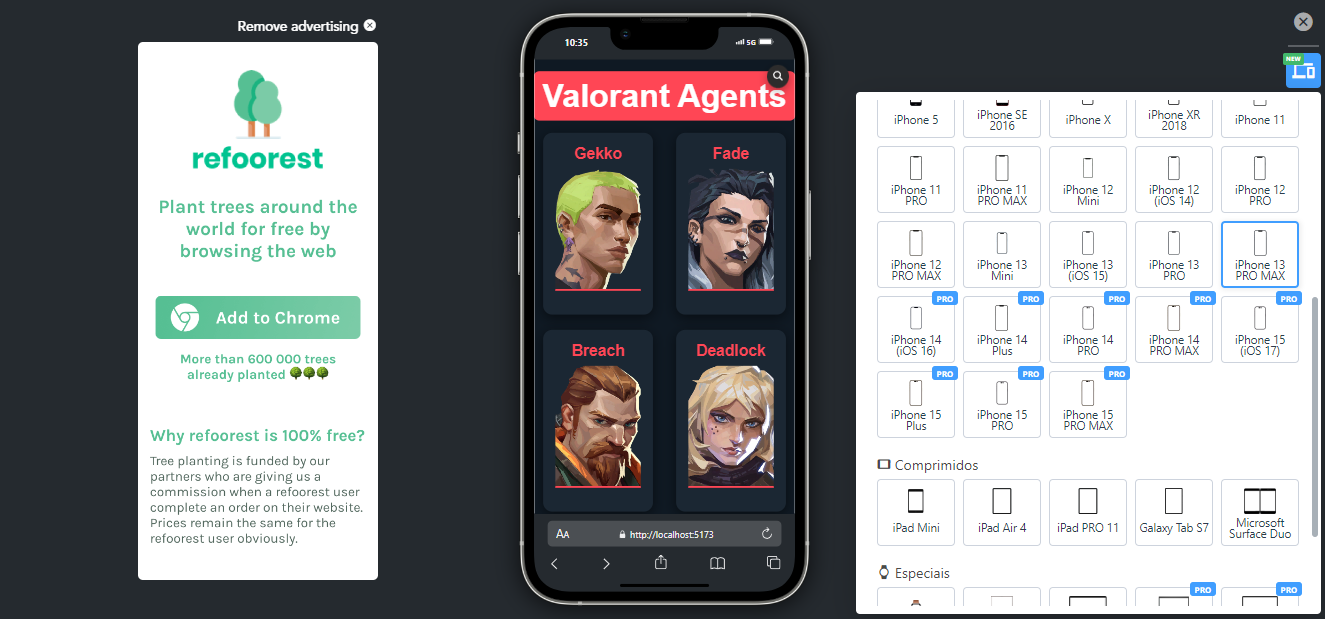 Remove advertising
refoorest
Plant trees around the
world for free by
browsing the web
Add to Chrome
More than 600 000 trees
already planted
Why refoorest is 100% free?
Tree planting is funded by our
partners who are giving us a
commission when a refoorest user
complete an order on their website.
Prices remain the same for the
refoorest user obviously.
10:35
5G
Valorant Agents
Gekko
Fade
Breach
Deadlock
AA
http://localhost:5173
NEW
iPhone 5
iPhone SE
2016
iPhone X
iPhone XR
2018
iPhone 11
iPhone 11
PRO
iPhone 11
PRO MAX
iPhone 12
Mini
iPhone 12
(iOS 14)
iPhone 12
PRO
iPhone 12
PRO MAX
iPhone 13
Mini
iPhone 13
(iOS 15)
iPhone 13
PRO
iPhone 13
PRO MAX
PRO
iPhone 14
(iOS 16)
PRO
iPhone 14
Plus
PRO
iPhone 14
PRO
PRO
iPhone 14
PRO MAX
PRO
iPhone 15
(iOS 17)
PRO
iPhone 15
Plus
PRO
iPhone 15
PRO
PRO
iPhone 15
PRO MAX
Comprimidos
iPad Mini
iPad Air 4
iPad PRO 11
Galaxy Tab S7
Microsoft
Surface Duo
Especiais
PRO
PRO